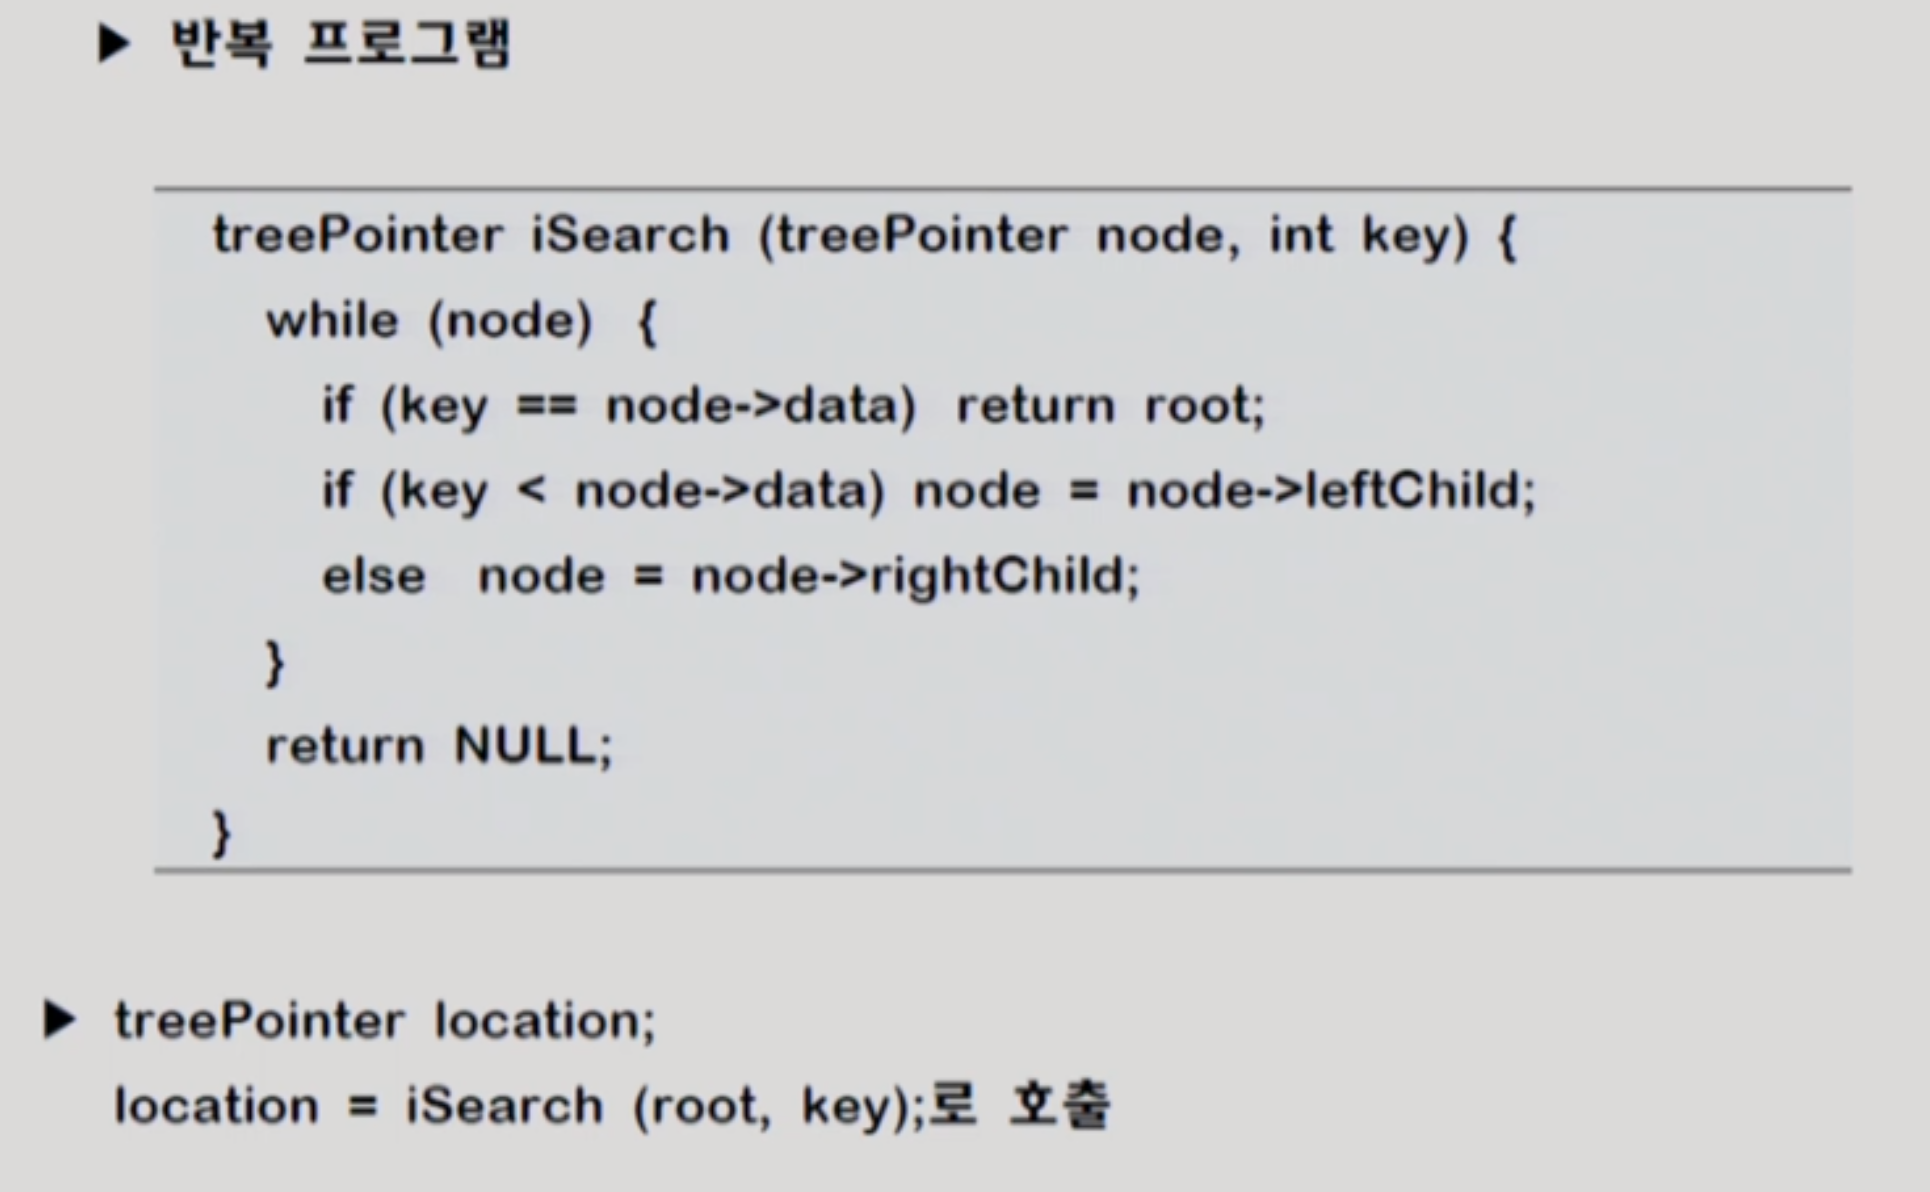 ▶ 반복 프로그램
treePointer iSearch (treePointer node, int key) {
while (node) {
if (key == node->data) return root;
if (key < node->data) node = node->leftChild;
else node = node->rightChild;
}
return NULL;
}
▶ treePointer location;
location = iSearch (root, key);로 호출